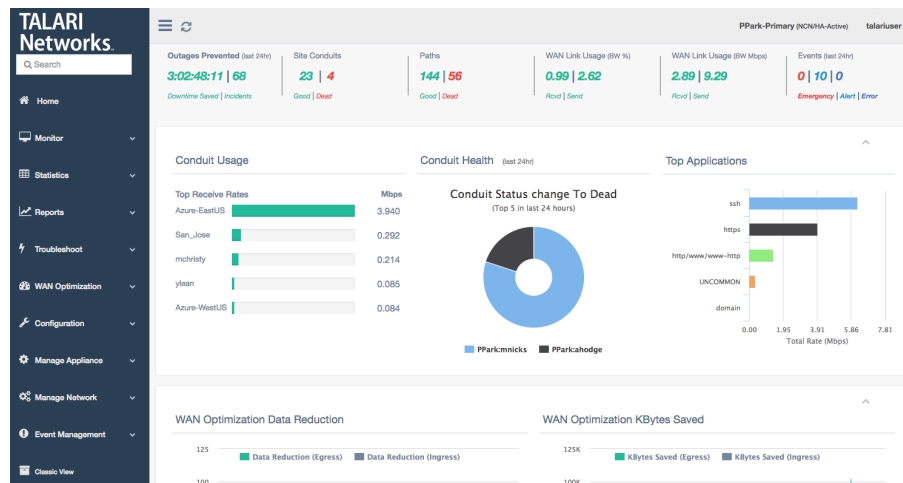 TALARI
Networks.
Search
Home
Monitor
Statistics
Reports
Troubleshoot
WAN Optimization
Configuration
Manage Appliance
Manage Network
Event Management
Classic View
PPark-Primary (NCN/HA-Active) talariuser
Outages Prevented (last 24hr)
3:02:48:11 | 68
Downtime Saved | Incidents
Site Conduits
23 | 4
Good | Dead
Paths
144 | 56
Good | Dead
WAN Link Usage (BW %)
0.99 | 2.62
Rcvd | Send
WAN Link Usage (BW Mbps)
2.89 | 9.29
Rcvd | Send
Events (last 24hr)
0 | 10 | 0
Emergency | Alert | Error
Conduit Usage
Top Receive Rates Mbps
Azure-EastUS 3.940
San_Jose 0.292
mchristy 0.214
ylean 0.085
Azure-WestUS 0.084
Conduit Health (last 24hr)
Conduit Status change To Dead
(Top 5 in last 24 hours)
PPark:mnicks PPark:ahodge
Top Applications
ssh
https
http/www/www-http
UNCOMMON
domain
0.00 1.95 3.91 5.86 7.81
Total Rate (Mbps)
WAN Optimization Data Reduction
125
Data Reduction (Egress) Data Reduction (Ingress)
100
WAN Optimization KBytes Saved
125K
KBytes Saved (Egress) KBytes Saved (Ingress)
100K